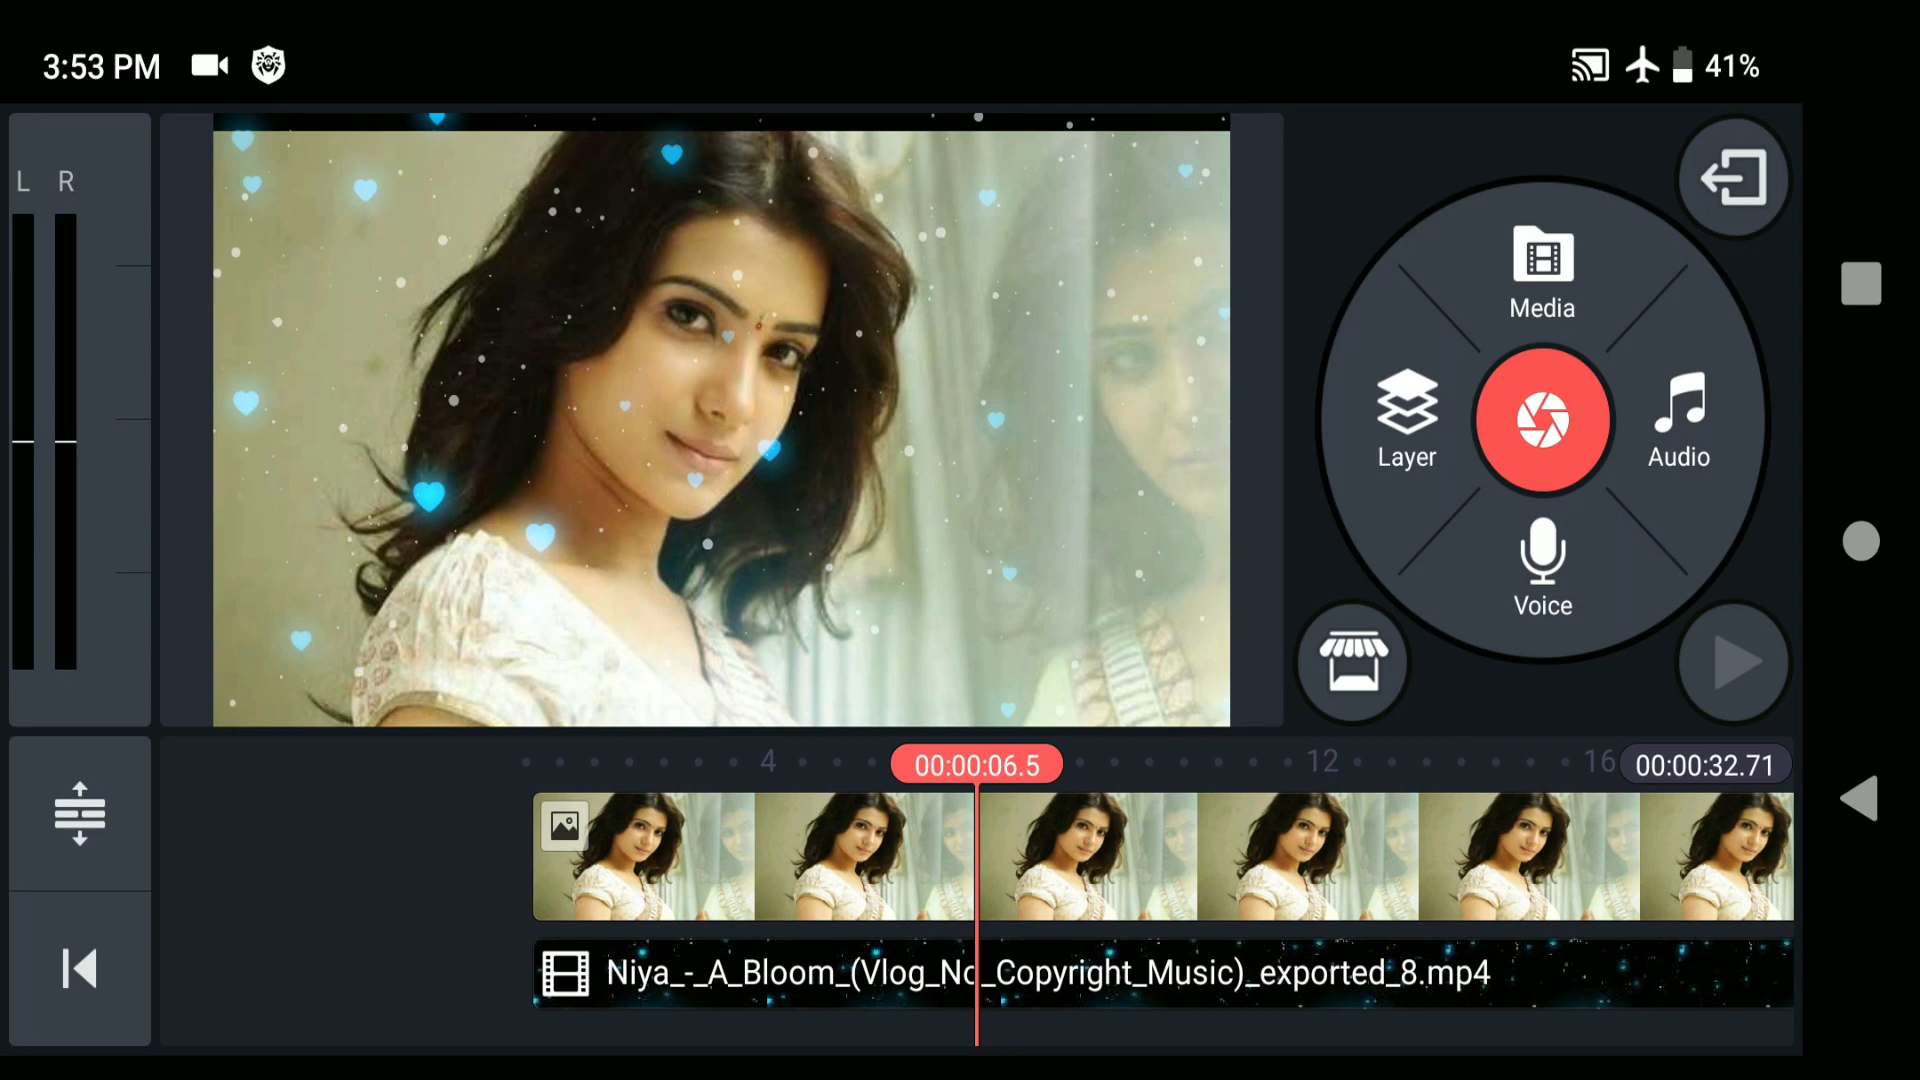 3:53 PM
41%
L R
Media
Layer
Audio
Voice
4
00:00:06.5
12
16
00:00:32.71
Niya_-_A_Bloom_(Vlog_No_Copyright_Music)_exported_8.mp4